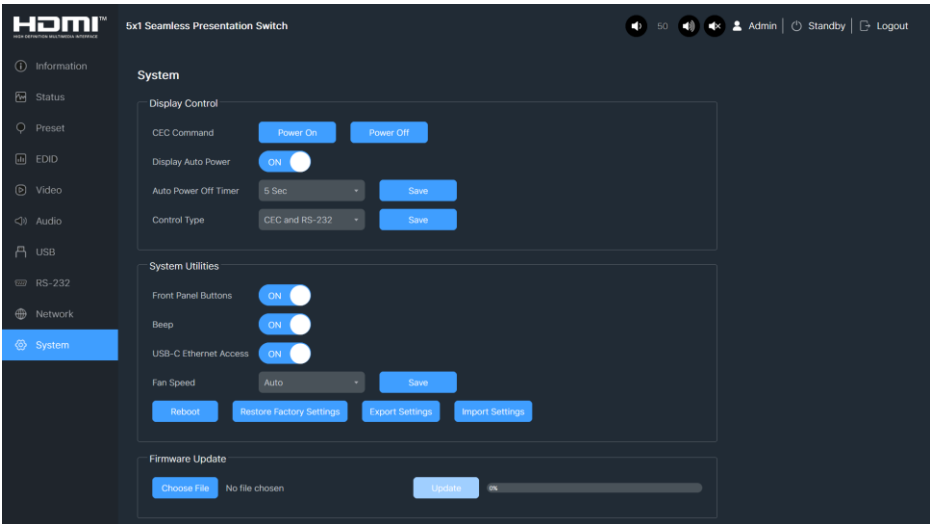 HDMI™
HIGH DEFINITION MULTIMEDIA INTERFACE
5x1 Seamless Presentation Switch
50
Admin
Standby
Logout
Information
Status
Preset
EDID
Video
Audio
USB
RS-232
Network
System
System
Display Control
CEC Command Power On Power Off
Display Auto Power ON
Auto Power Off Timer 5 Sec Save
Control Type CEC and RS-232 Save
System Utilities
Front Panel Buttons ON
Beep ON
USB-C Ethernet Access ON
Fan Speed Auto Save
Reboot Restore Factory Settings Export Settings Import Settings
Firmware Update
Choose File No file chosen Update 0%